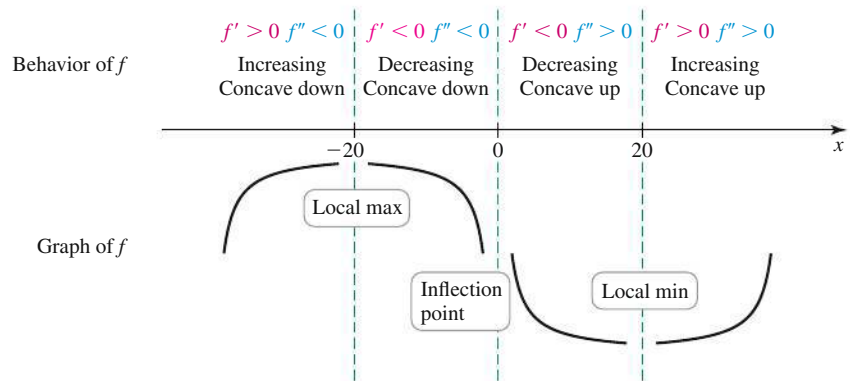 f′ > 0 f″ < 0 f′ < 0 f″ < 0 f′ < 0 f″ > 0 f′ > 0 f″ > 0
Behavior of f
Increasing
Concave down
Decreasing
Concave down
Decreasing
Concave up
Increasing
Concave up
−20 0 20 x
Local max
Graph of f
Inflection
point
Local min